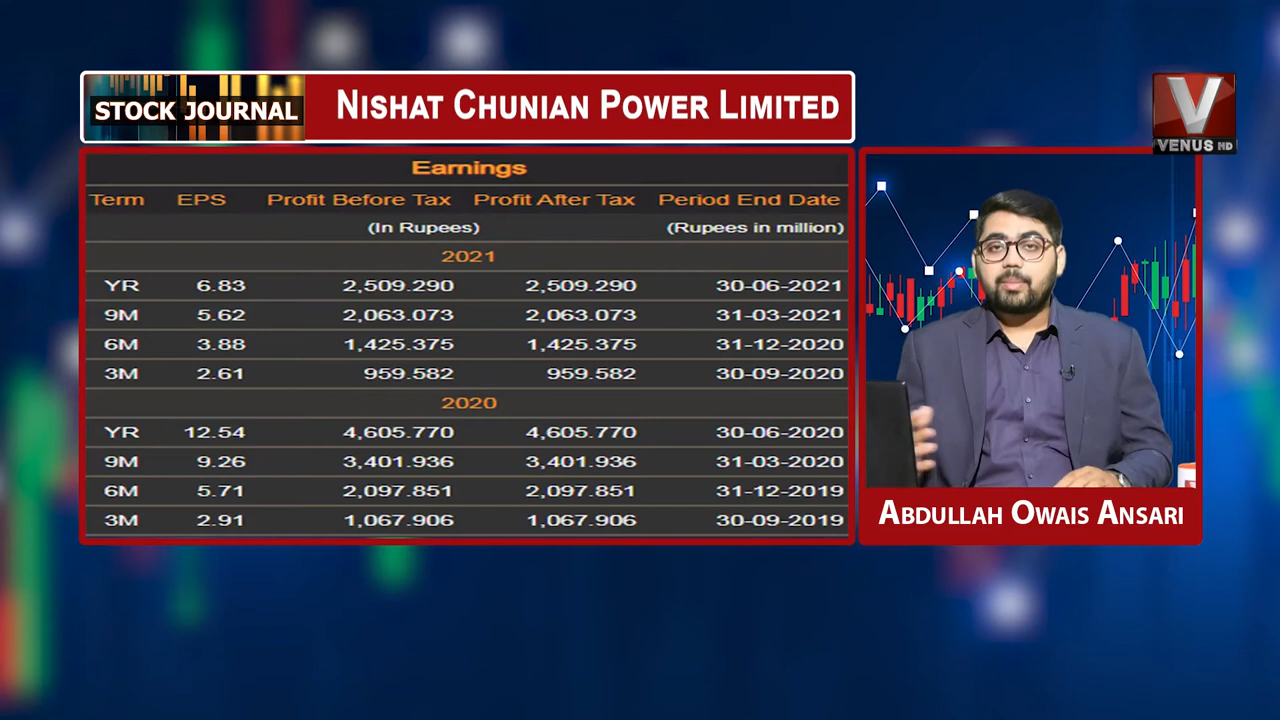 STOCK JOURNAL NISHAT CHUNIAN POWER LIMITED
V
VENUS HD
Earnings
Term EPS Profit Before Tax Profit After Tax Period End Date
(In Rupees) (Rupees in million)
2021
YR 6.83 2,509.290 2,509.290 30-06-2021
9M 5.62 2,063.073 2,063.073 31-03-2021
6M 3.88 1,425.375 1,425.375 31-12-2020
3M 2.61 959.582 959.582 30-09-2020
2020
YR 12.54 4,605.770 4,605.770 30-06-2020
9M 9.26 3,401.936 3,401.936 31-03-2020
6M 5.71 2,097.851 2,097.851 31-12-2019
3M 2.91 1,067.906 1,067.906 30-09-2019
ABDULLAH OWAIS ANSARI